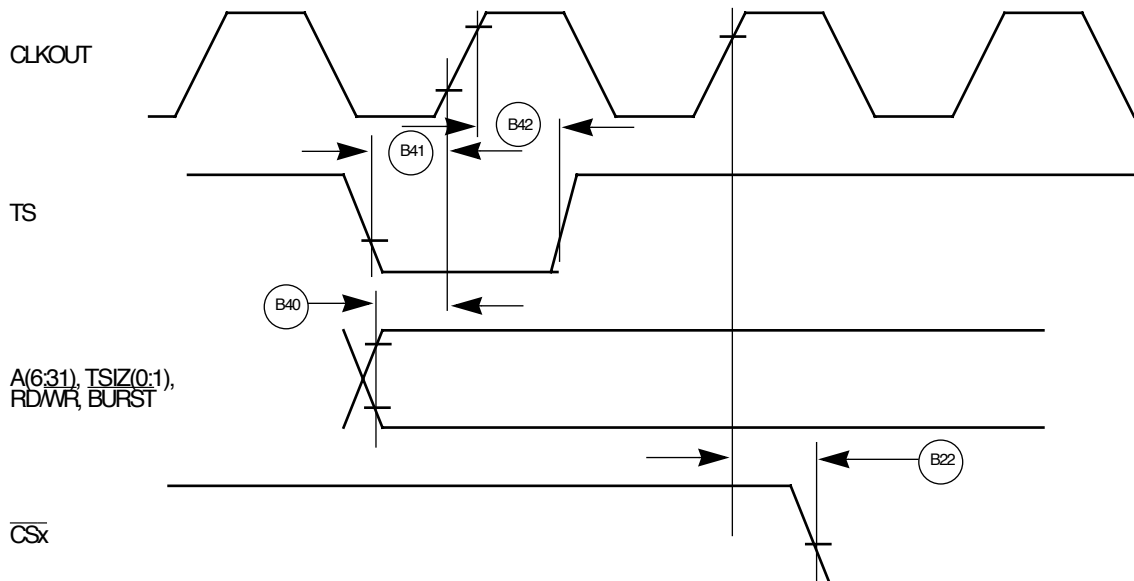 CLKOUT
B42
B41
TS
B40
A(6:31), TSIZ(0:1),
RD/WR, BURST
B22
CSx